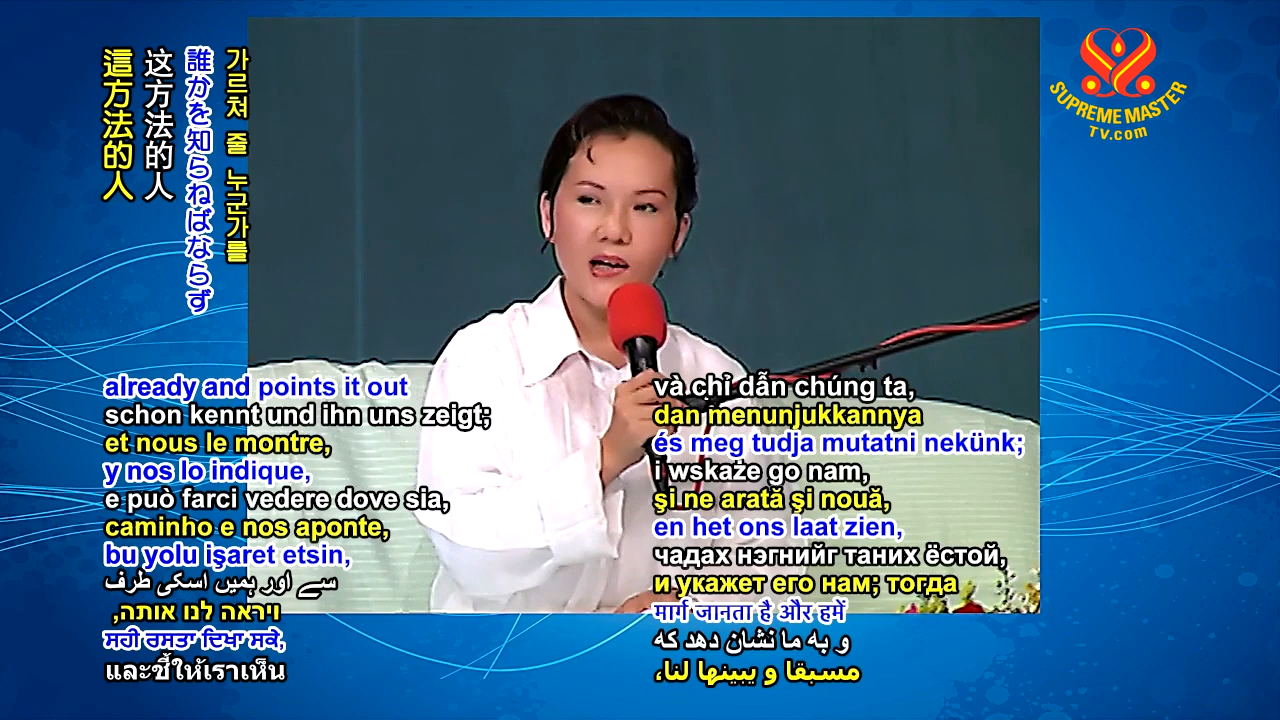 這方法的人
这方法的人
誰かを知らねばならず
가르쳐 줄 누군가를
SUPREME MASTER
TV.com
already and points it out
schon kennt und ihn uns zeigt;
et nous le montre,
y nos lo indique,
e può farci vedere dove sia,
caminho e nos aponte,
bu yolu işaret etsin,
سے اور ہمیں اسکی طرف
ויראה לנו אותה,
ਸਹੀ ਰਸਤਾ ਦਿਖਾ ਸਕੇ,
และชี้ให้เราเห็น
và chỉ dẫn chúng ta,
dan menunjukkannya
és meg tudja mutatni nekünk;
i wskaże go nam,
şi ne arată şi nouă,
en het ons laat zien,
чадах нэгнийг таних ёстой,
и укажет его нам; тогда
मार्ग जानता है और हमें
و به ما نشان دهد که
مسبقا و يبينها لنا،